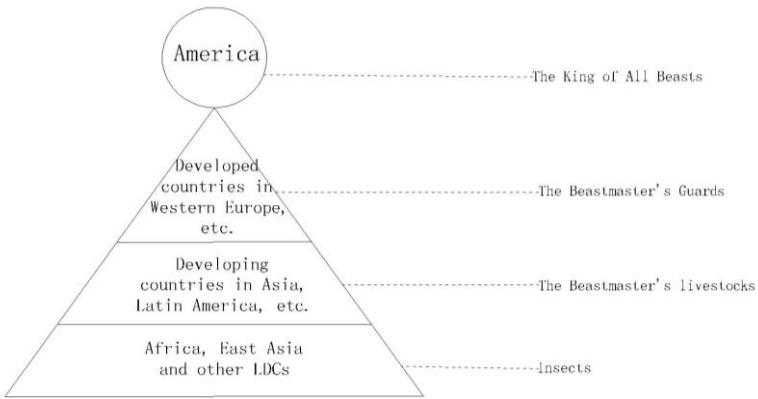 America
The King of All Beasts
Developed
countries in
Western Europe,
etc.
The Beastmaster's Guards
Developing
countries in Asia,
Latin America, etc.
The Beastmaster's livestocks
Africa, East Asia
and other LDCs
Insects